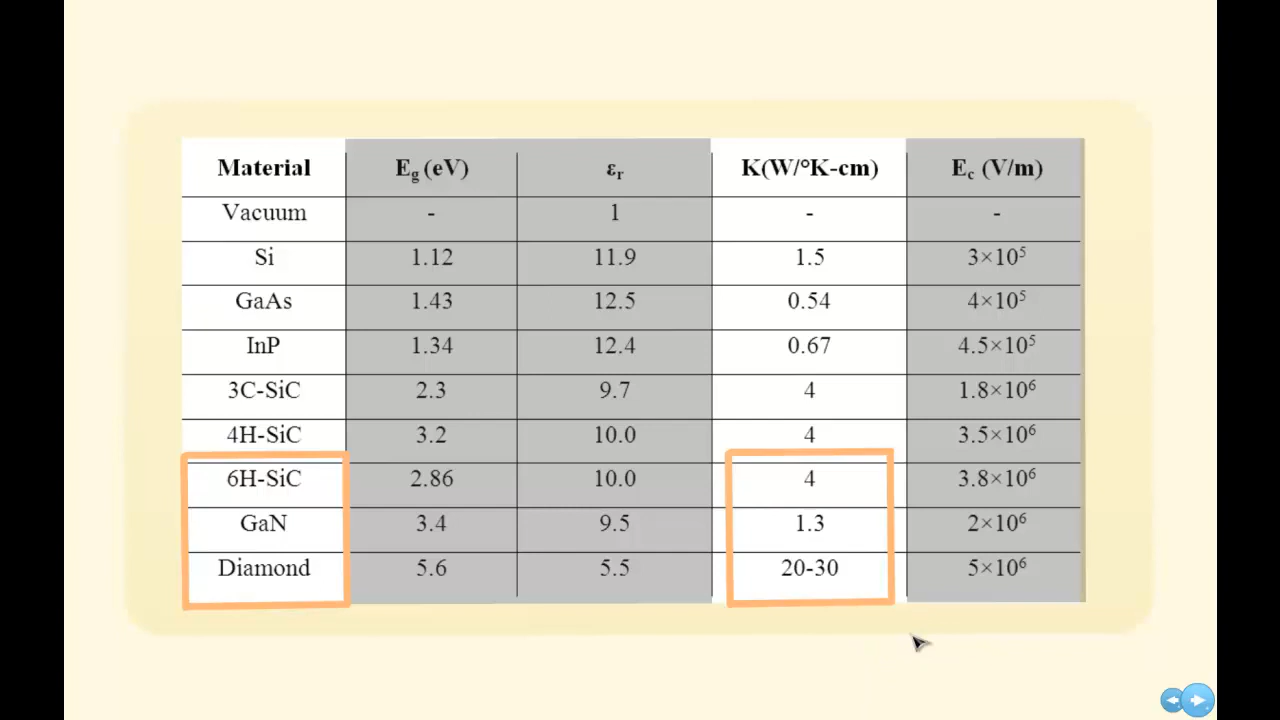 Material E_g (eV) ε_r K(W/°K-cm) E_c (V/m)
Vacuum - 1 - -
Si 1.12 11.9 1.5 3×10⁵
GaAs 1.43 12.5 0.54 4×10⁵
InP 1.34 12.4 0.67 4.5×10⁵
3C-SiC 2.3 9.7 4 1.8×10⁶
4H-SiC 3.2 10.0 4 3.5×10⁶
6H-SiC 2.86 10.0 4 3.8×10⁶
GaN 3.4 9.5 1.3 2×10⁶
Diamond 5.6 5.5 20-30 5×10⁶